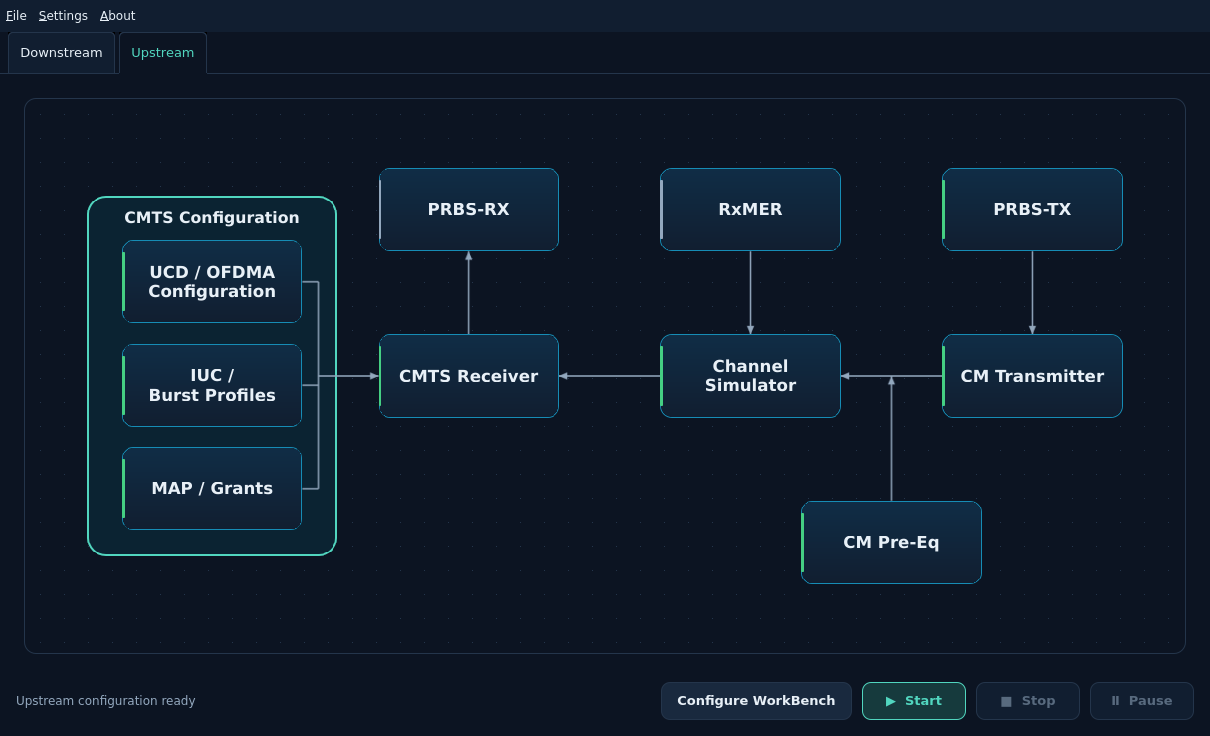 File Settings About
Downstream Upstream
CMTS Configuration
UCD / OFDMA
Configuration
IUC /
Burst Profiles
MAP / Grants
PRBS-RX
RxMER
PRBS-TX
CMTS Receiver
Channel
Simulator
CM Transmitter
CM Pre-Eq
Upstream configuration ready
Configure WorkBench
Start
Stop
Pause